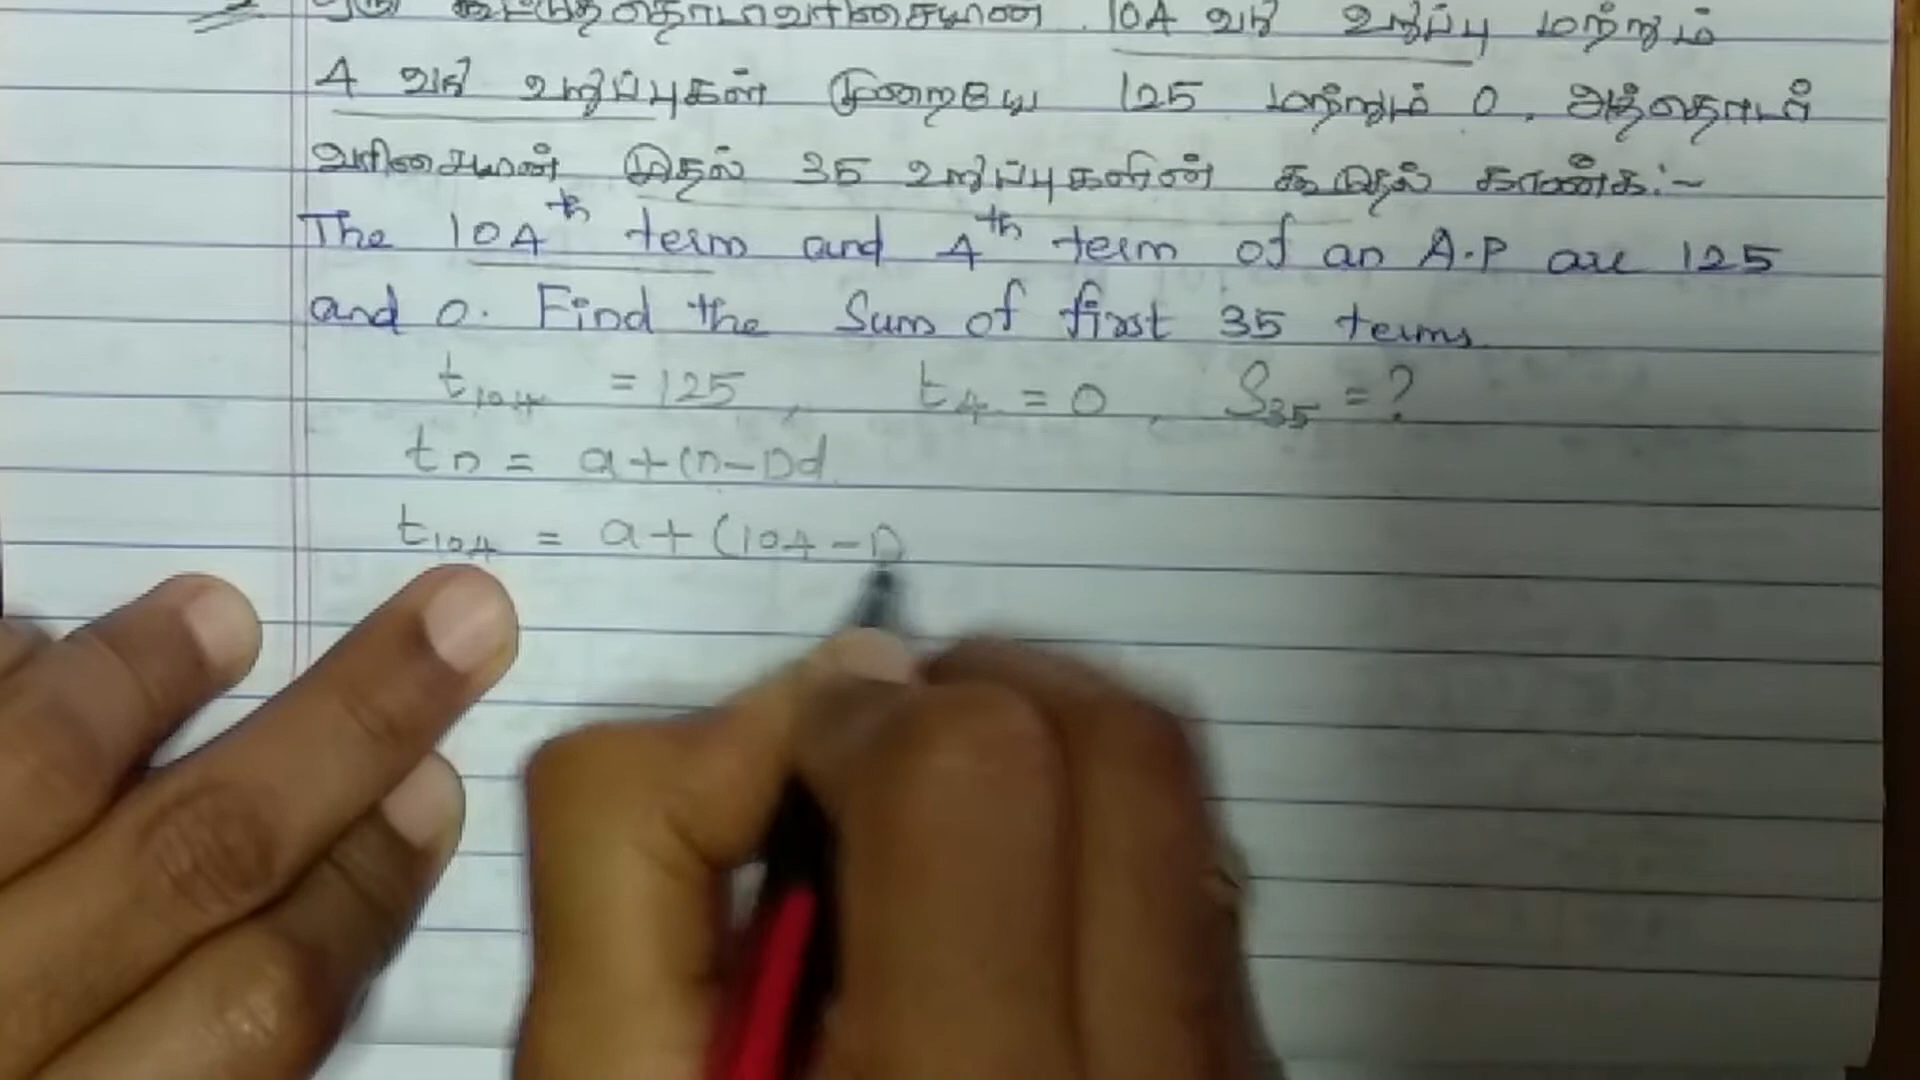 ஒரு கூட்டுத்தொடர்வரிசையின் 104 வது உறுப்பு மற்றும்
4 வது உறுப்புகள் முறையே 125 மற்றும் 0. அத்தொடர்
வரிசையின் முதல் 35 உறுப்புகளின் கூடுதல் காண்க:-
The 104th term and 4th term of an A.P are 125
and 0. Find the Sum of first 35 terms
t104 = 125, t4 = 0, S35 = ?
tn = a+(n-1)d
t104 = a+(104-1)